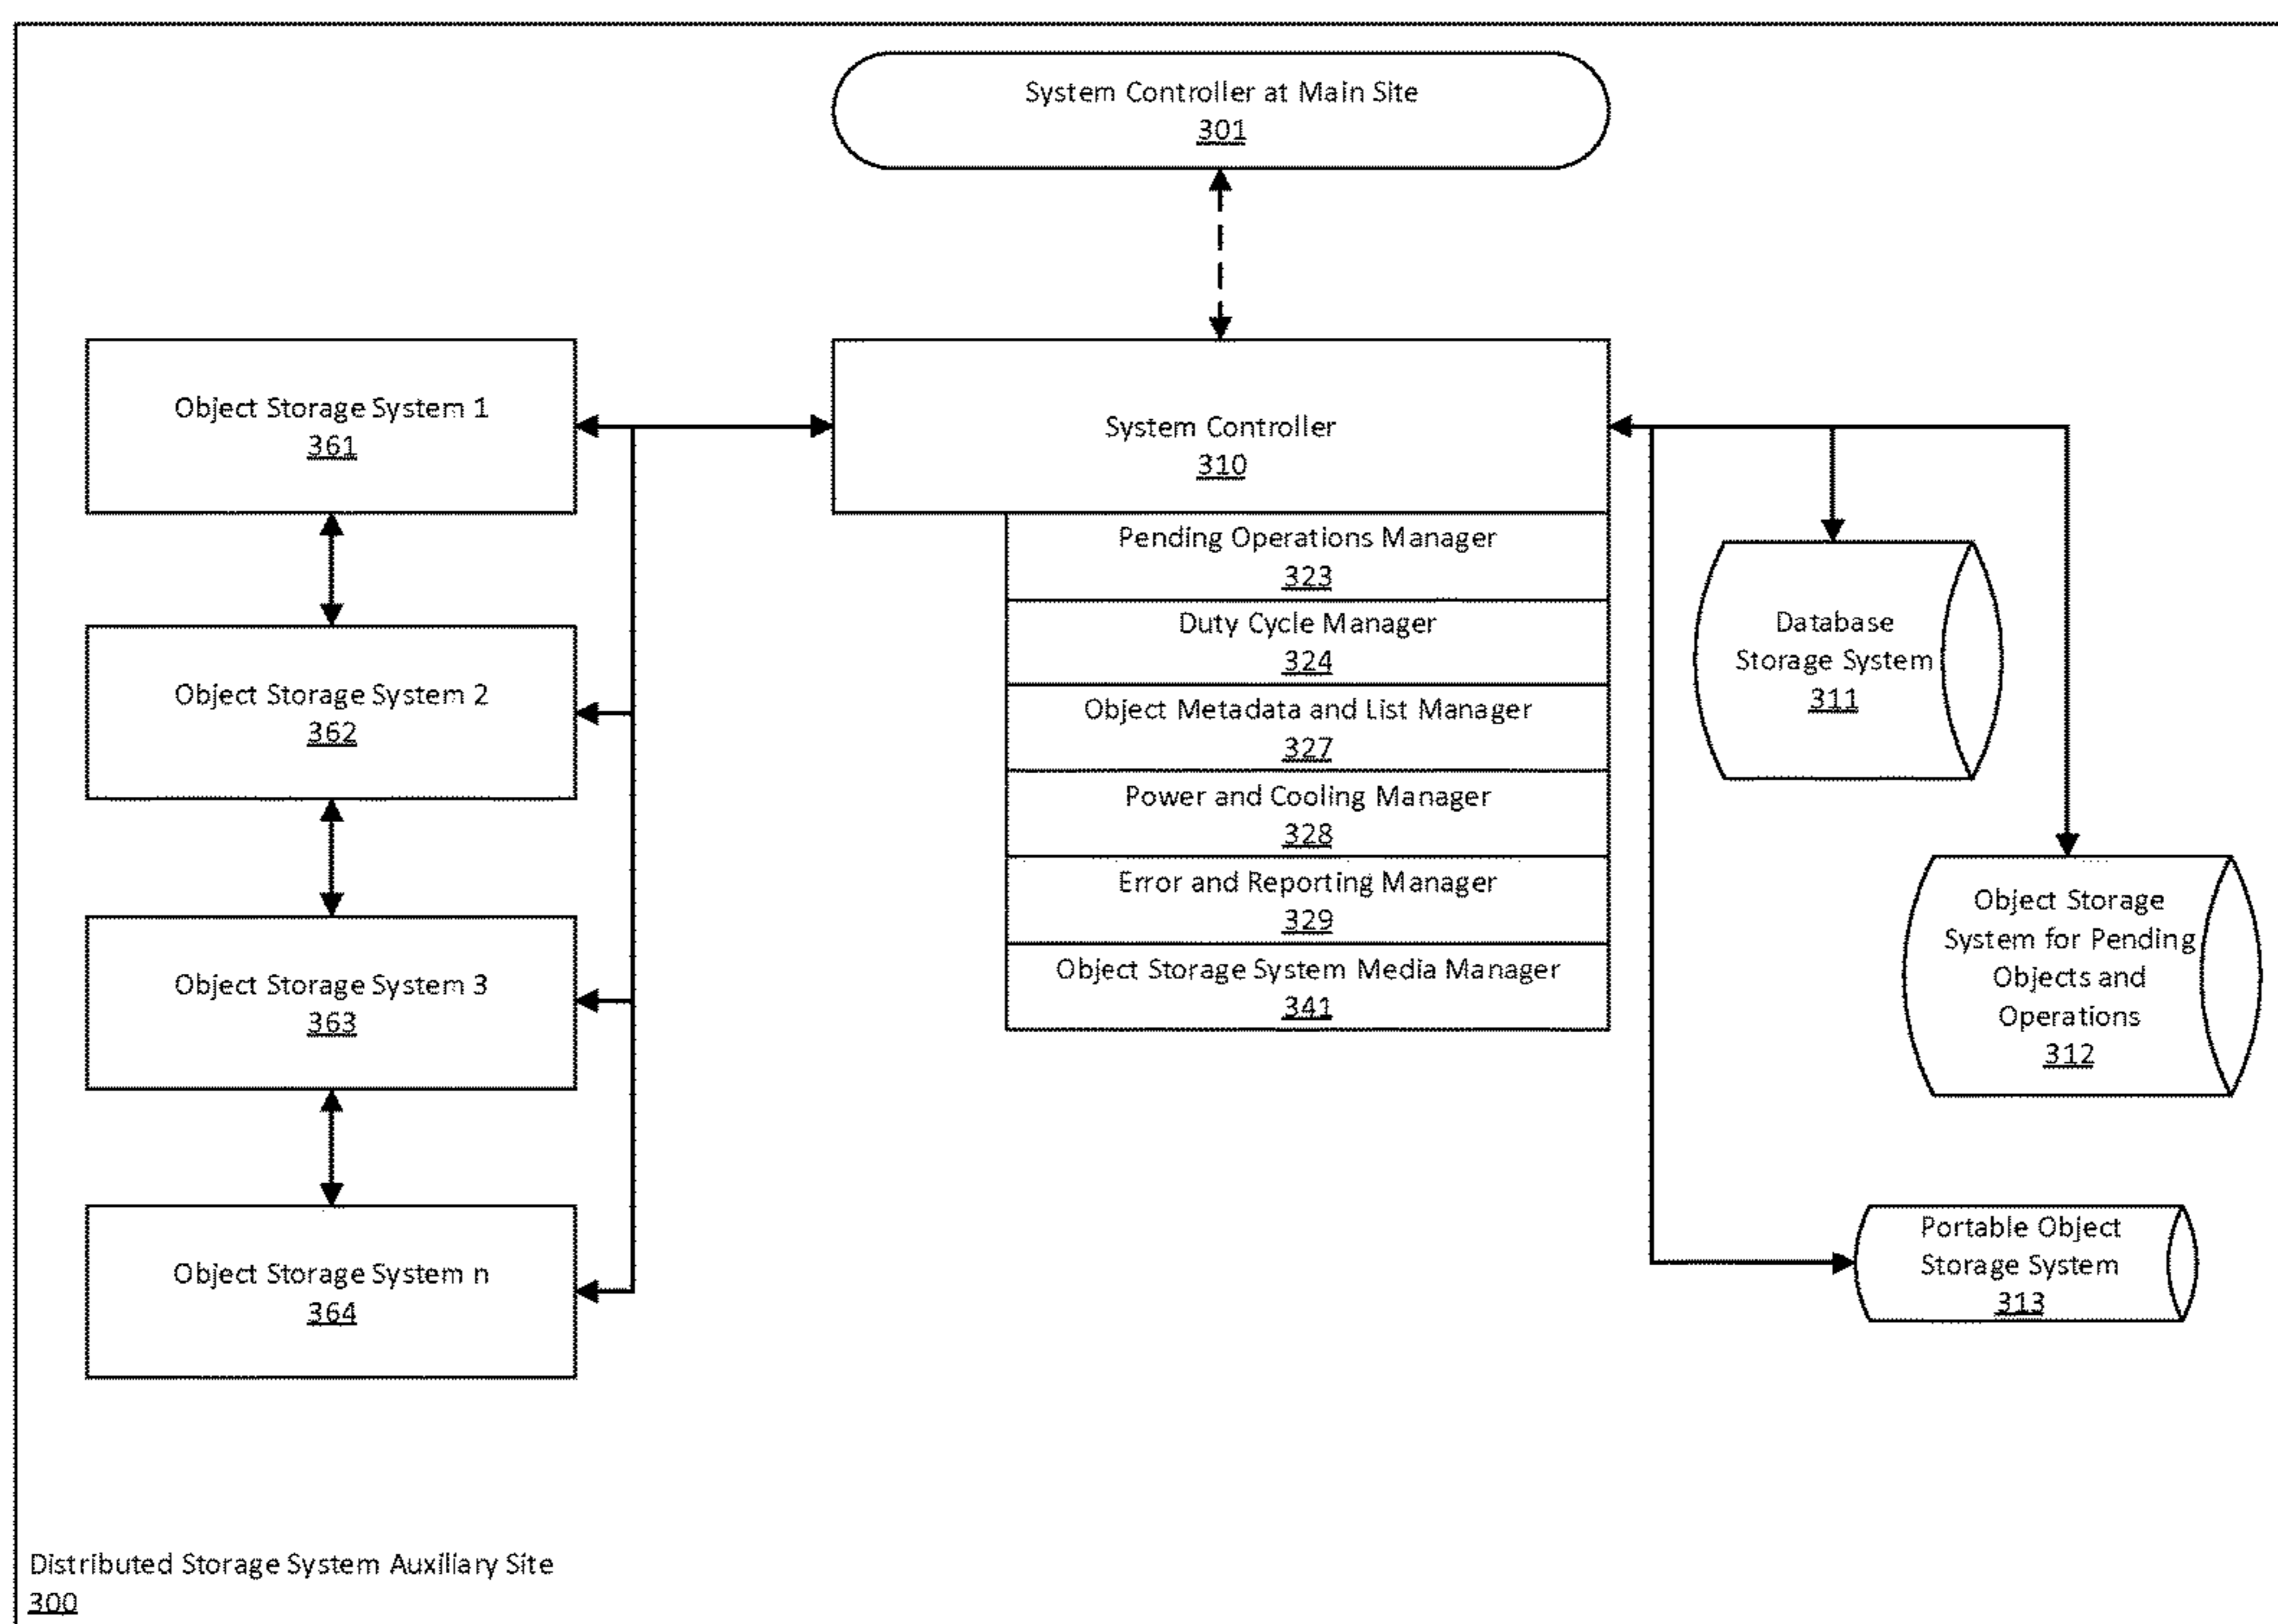 System Controller at Main Site
301
Object Storage System 1
361
System Controller
310
Pending Operations Manager
323
Duty Cycle Manager
324
Object Metadata and List Manager
327
Power and Cooling Manager
328
Error and Reporting Manager
329
Object Storage System Media Manager
341
Object Storage System 2
362
Object Storage System 3
363
Object Storage System n
364
Database
Storage System
311
Object Storage
System for Pending
Objects and
Operations
312
Portable Object
Storage System
313
Distributed Storage System Auxiliary Site
300